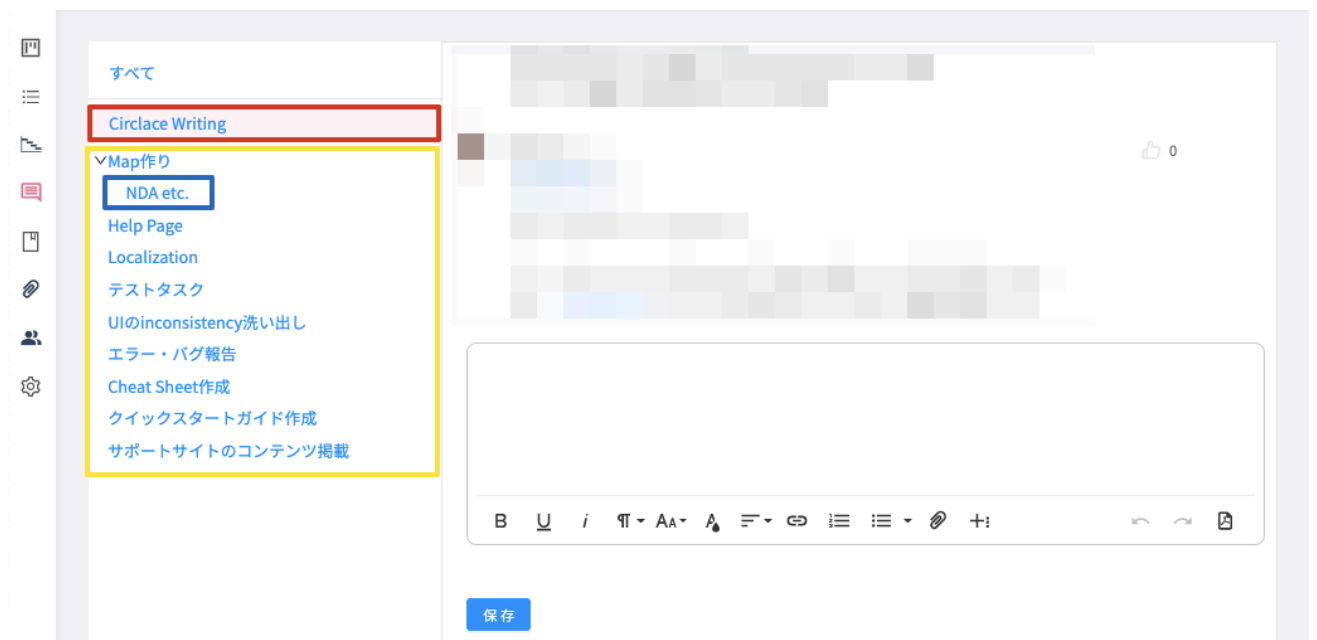 すべて
Circlace Writing
Map作り
NDA etc.
Help Page
Localization
テストタスク
UIのinconsistency洗い出し
エラー・バグ報告
Cheat Sheet作成
クイックスタートガイド作成
サポートサイトのコンテンツ掲載
0
B U i ¶ AA A
保存